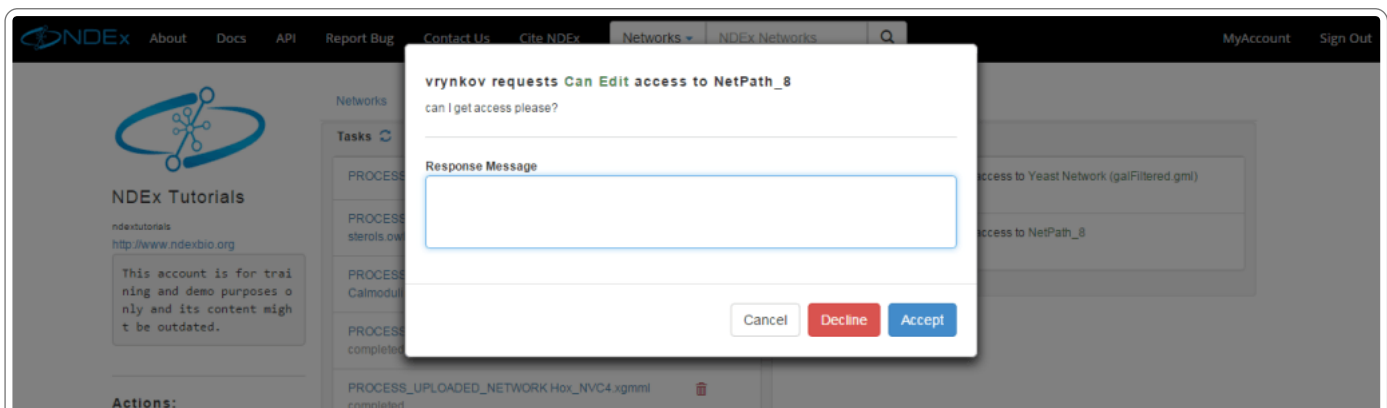 NDEx About Docs API Report Bug Contact Us Cite NDEx Networks NDEx Networks MyAccount Sign Out
vrynkov requests Can Edit access to NetPath_8
can I get access please?
Response Message
Cancel Decline Accept
NDEx Tutorials
ndextutorials
http://www.ndexbio.org
This account is for trai
ning and demo purposes o
nly and its content migh
t be outdated.
Actions:
Networks
Tasks
PROCESS
PROCESS
sterols.ow
PROCESS
Calmoduli
PROCESS
completed
PROCESS_UPLOADED_NETWORK Hox_NVC4.xgmml
completed
access to Yeast Network (galFiltered.gml)
access to NetPath_8